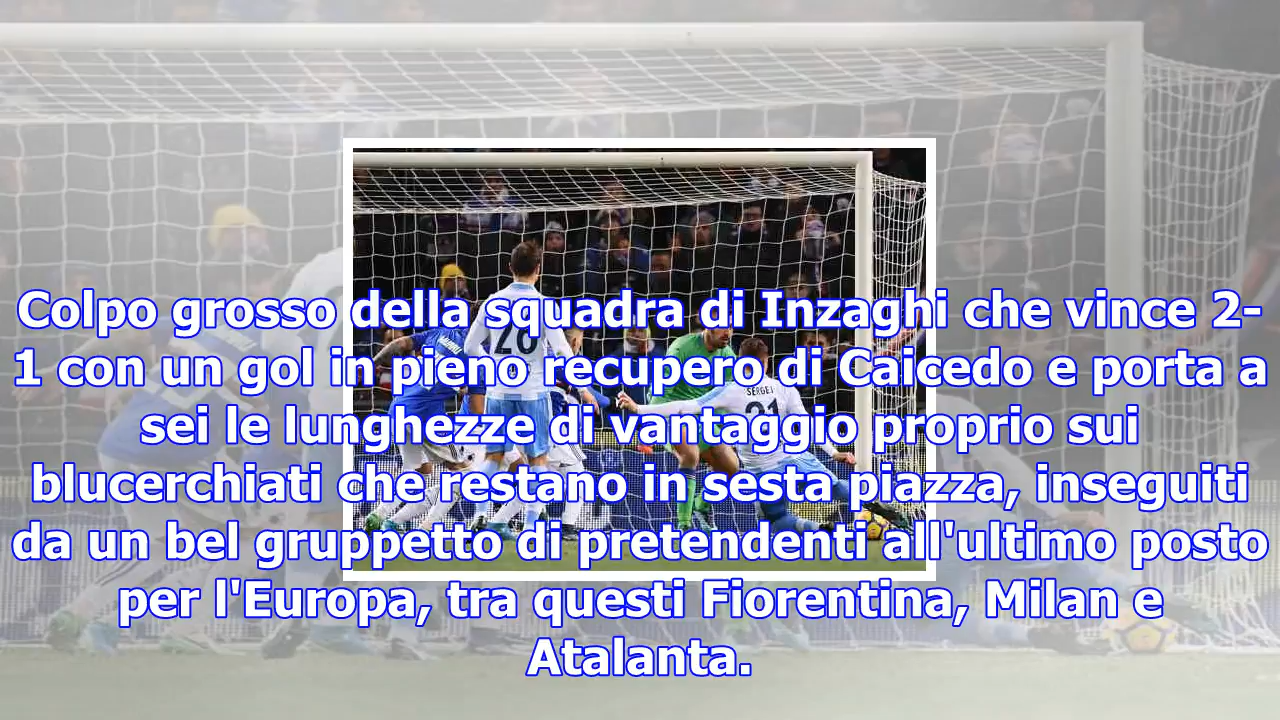 Colpo grosso della squadra di Inzaghi che vince 2-
1 con un gol in pieno recupero di Caicedo e porta a
sei le lunghezze di vantaggio proprio sui
blucerchiati che restano in sesta piazza, inseguiti
da un bel gruppetto di pretendenti all'ultimo posto
per l'Europa, tra questi Fiorentina, Milan e
Atalanta.
SERGEJ
21